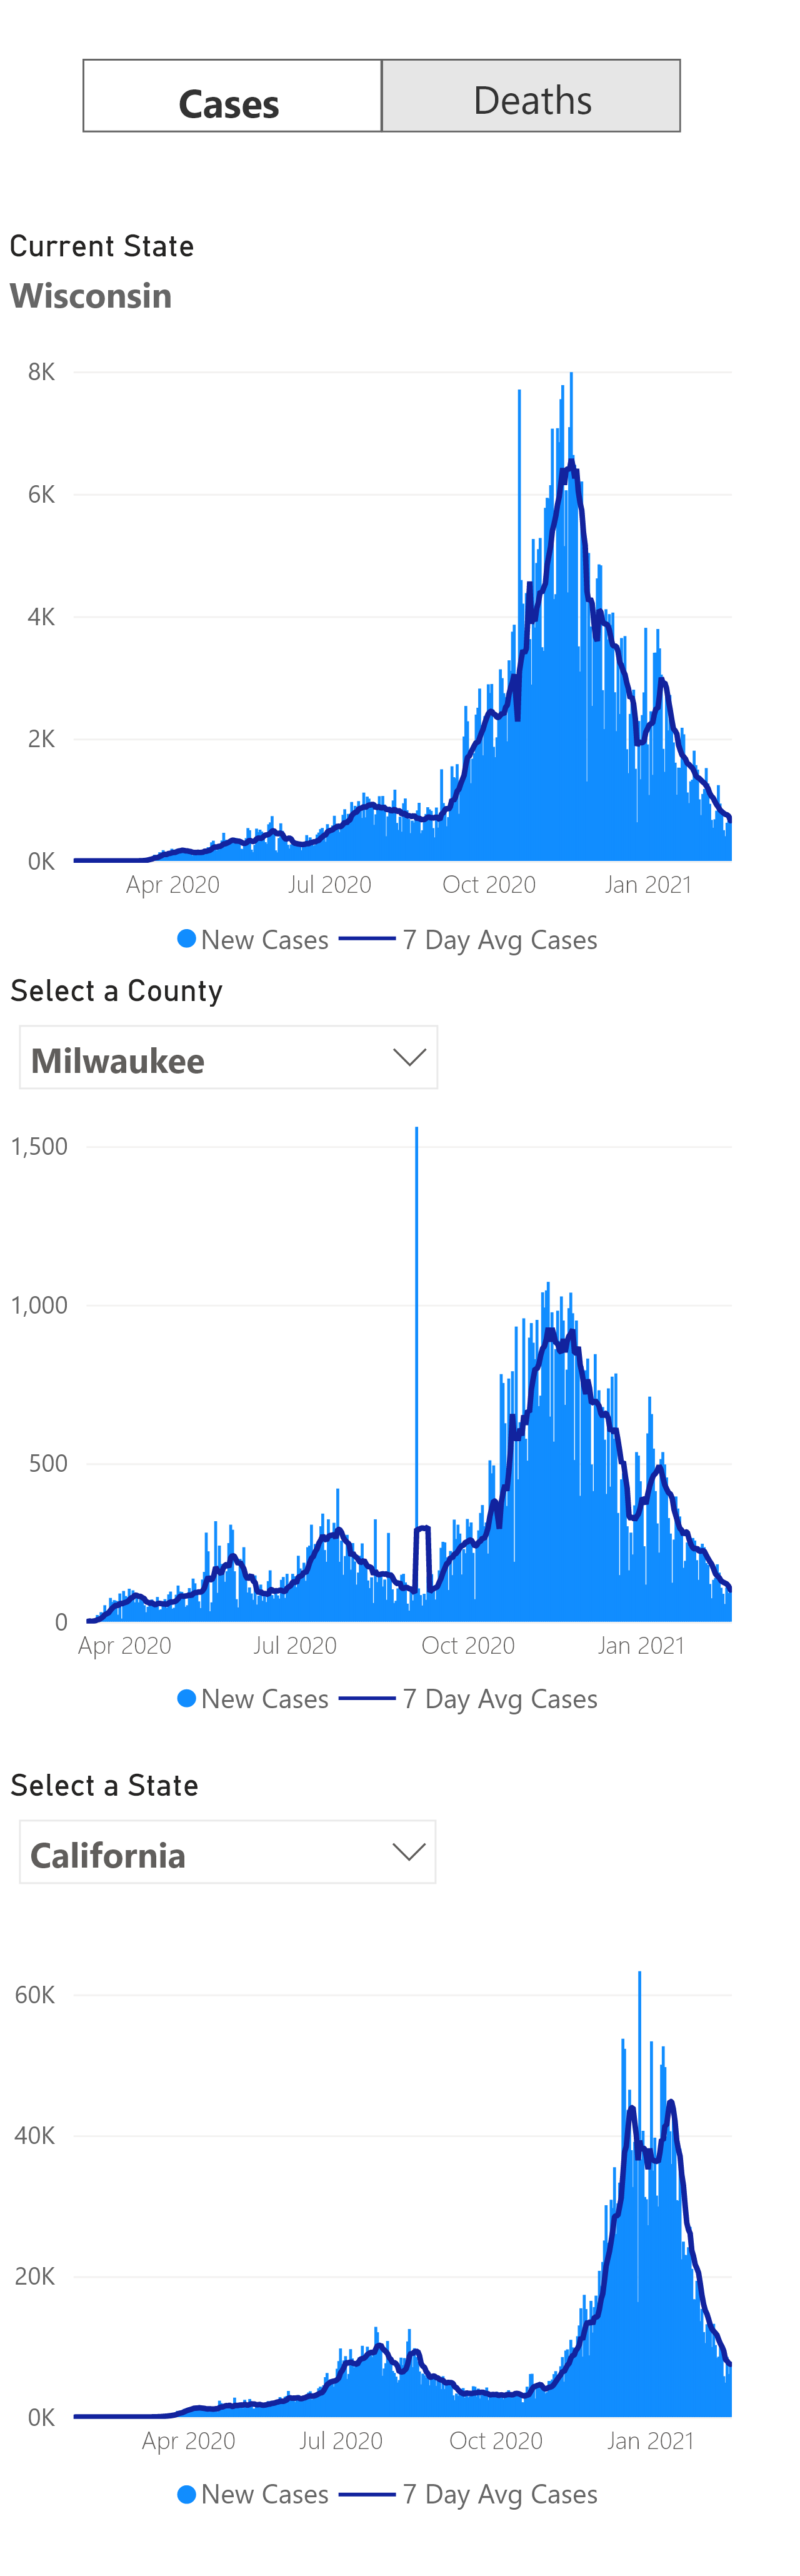 Cases Deaths
Current State
Wisconsin
8K
6K
4K
2K
0K
Apr 2020 Jul 2020 Oct 2020 Jan 2021
New Cases 7 Day Avg Cases
Select a County
Milwaukee
1,500
1,000
500
0
Apr 2020 Jul 2020 Oct 2020 Jan 2021
New Cases 7 Day Avg Cases
Select a State
California
60K
40K
20K
0K
Apr 2020 Jul 2020 Oct 2020 Jan 2021
New Cases 7 Day Avg Cases